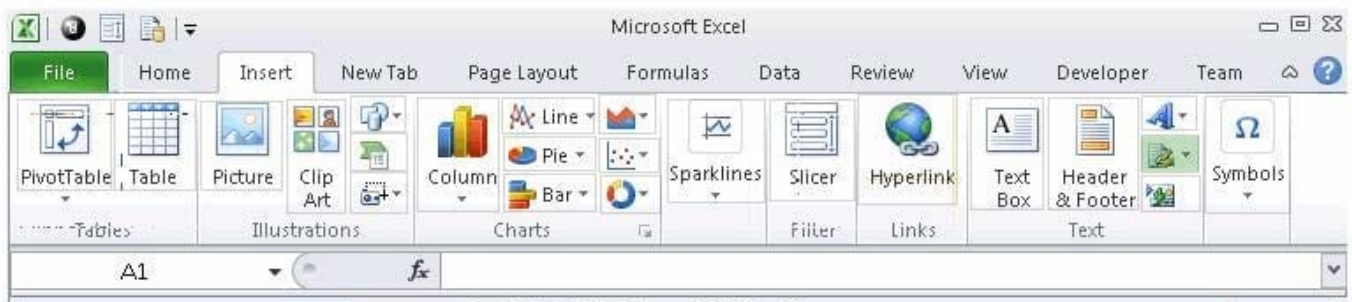 Microsoft Excel
File Home Insert New Tab Page Layout Formulas Data Review View Developer Team
PivotTable Table Picture Clip Art Column Line Pie Bar Sparklines Slicer Hyperlink Text Box Header & Footer Symbols
Tables Illustrations Charts Filter Links Text
A1 fx